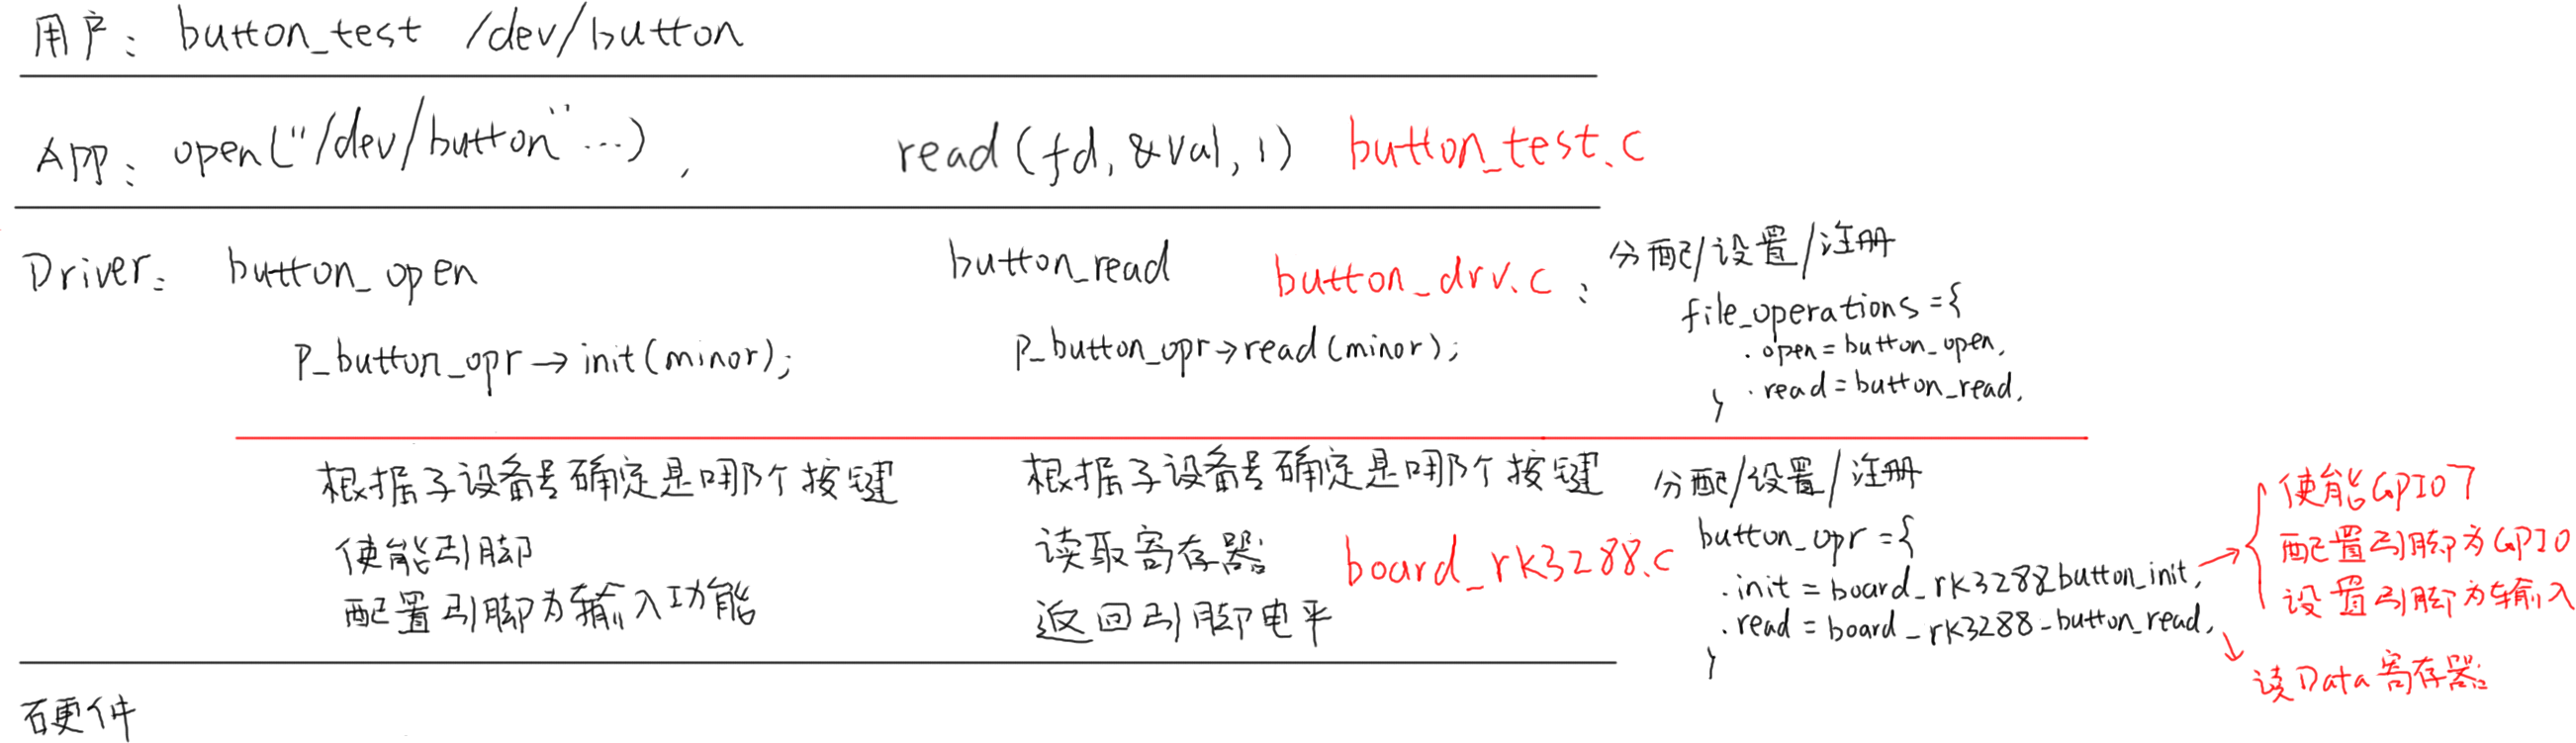 用户: button_test /dev/button
App: open("/dev/button"...), read(fd, &val, 1) button_test.c
Driver: button_open button_read button_drv.c:
分配/设置/注册
file_operations = {
.open = button_open,
.read = button_read,
}
p_button_opr→init(minor); p_button_opr→read(minor);
根据子设备号确定是哪个按键
使能引脚
配置引脚为输入功能
根据子设备号确定是哪个按键
读取寄存器
返回引脚电平
board_rk3288.c
分配/设置/注册
button_opr = {
.init = board_rk3288_button_init,
.read = board_rk3288_button_read,
}
使能GPIO7
配置引脚为GPIO
设置引脚为输入
读Data寄存器
硬件